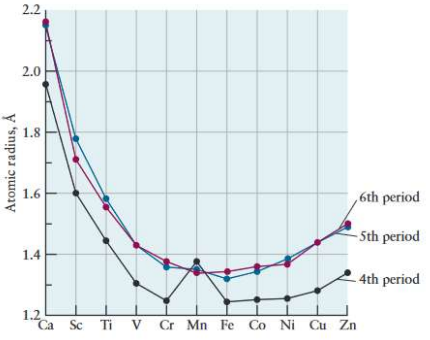 2.2
2.0
1.8
1.6
1.4
1.2
Atomic radius, Å
Ca Sc Ti V Cr Mn Fe Co Ni Cu Zn
6th period
5th period
4th period